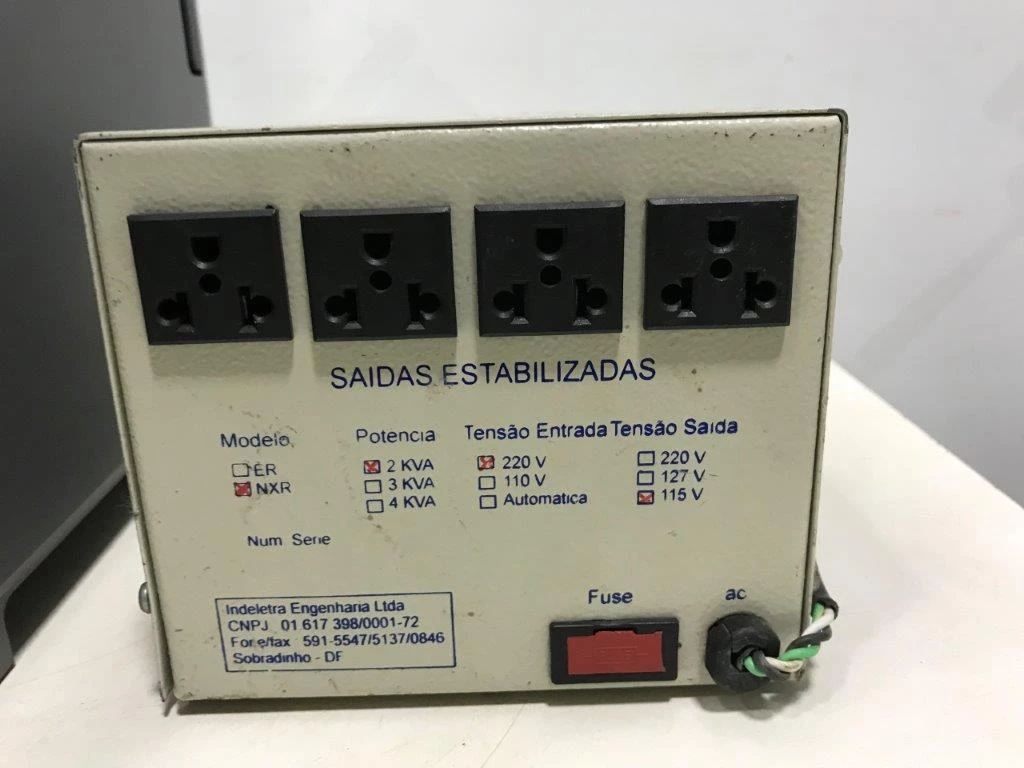 SAIDAS ESTABILIZADAS
Modelo
ER
NXR
Potencia
2 KVA
3 KVA
4 KVA
Tensão Entrada
220 V
110 V
Automatica
Tensão Saida
220 V
127 V
115 V
Num Serie
Indeletra Engenharia Ltda
CNPJ 01 617 398/0001-72
Fone/fax 591-5547/5137/0846
Sobradinho - DF
Fuse
ac